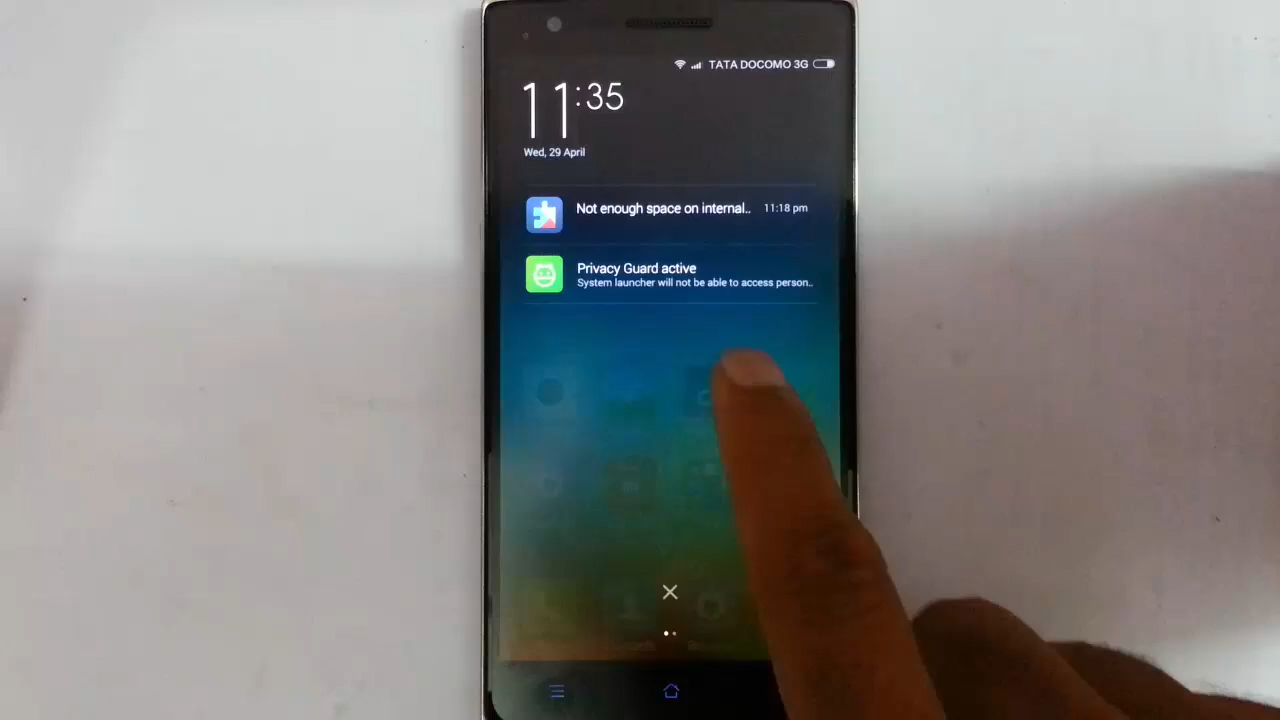 TATA DOCOMO 3G
11:35
Wed, 29 April
Not enough space on internal.. 11:18 pm
Privacy Guard active
System launcher will not be able to access person..